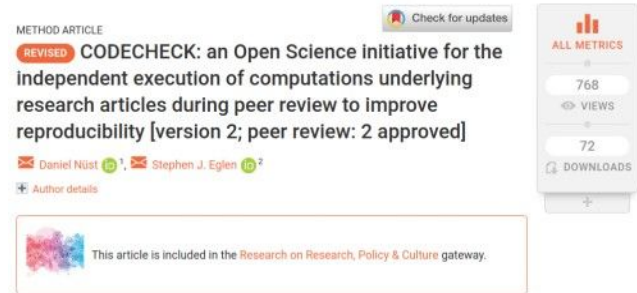 Check for updates
METHOD ARTICLE
REVISED CODECHECK: an Open Science initiative for the
independent execution of computations underlying
research articles during peer review to improve
reproducibility [version 2; peer review: 2 approved]
Daniel Nüst iD 1, Stephen J. Eglen iD 2
+ Author details
This article is included in the Research on Research, Policy & Culture gateway.
ALL METRICS
768
VIEWS
72
DOWNLOADS
+